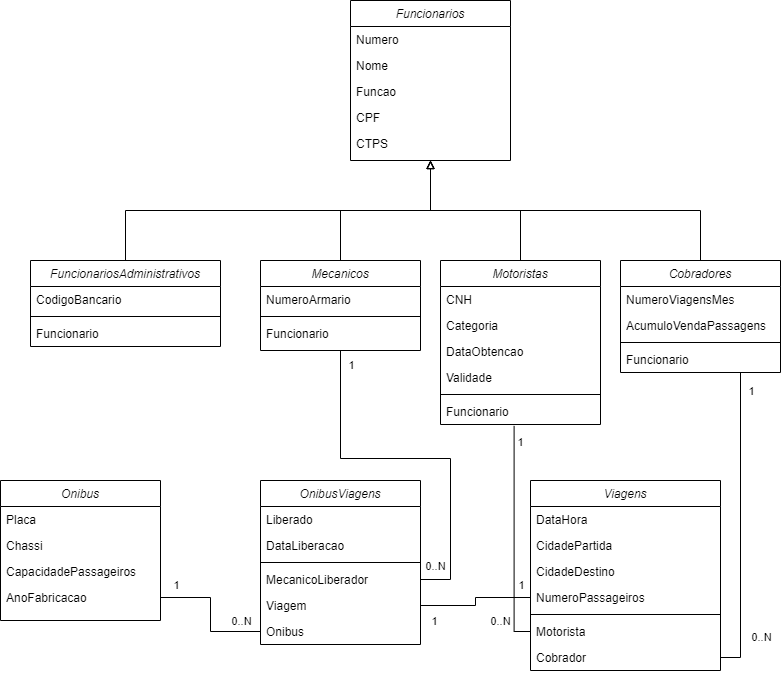 Funcionarios
Numero
Nome
Funcao
CPF
CTPS
FuncionariosAdministrativos
CodigoBancario
Funcionario
Mecanicos
NumeroArmario
Funcionario
1
Motoristas
CNH
Categoria
DataObtencao
Validade
Funcionario
1
Cobradores
NumeroViagensMes
AcumuloVendaPassagens
Funcionario
1
Onibus
Placa
Chassi
CapacidadePassageiros
AnoFabricacao
1
0..N
OnibusViagens
Liberado
DataLiberacao
MecanicoLiberador
Viagem
Onibus
0..N
1
1
0..N
Viagens
DataHora
CidadePartida
CidadeDestino
NumeroPassageiros
Motorista
Cobrador
0..N